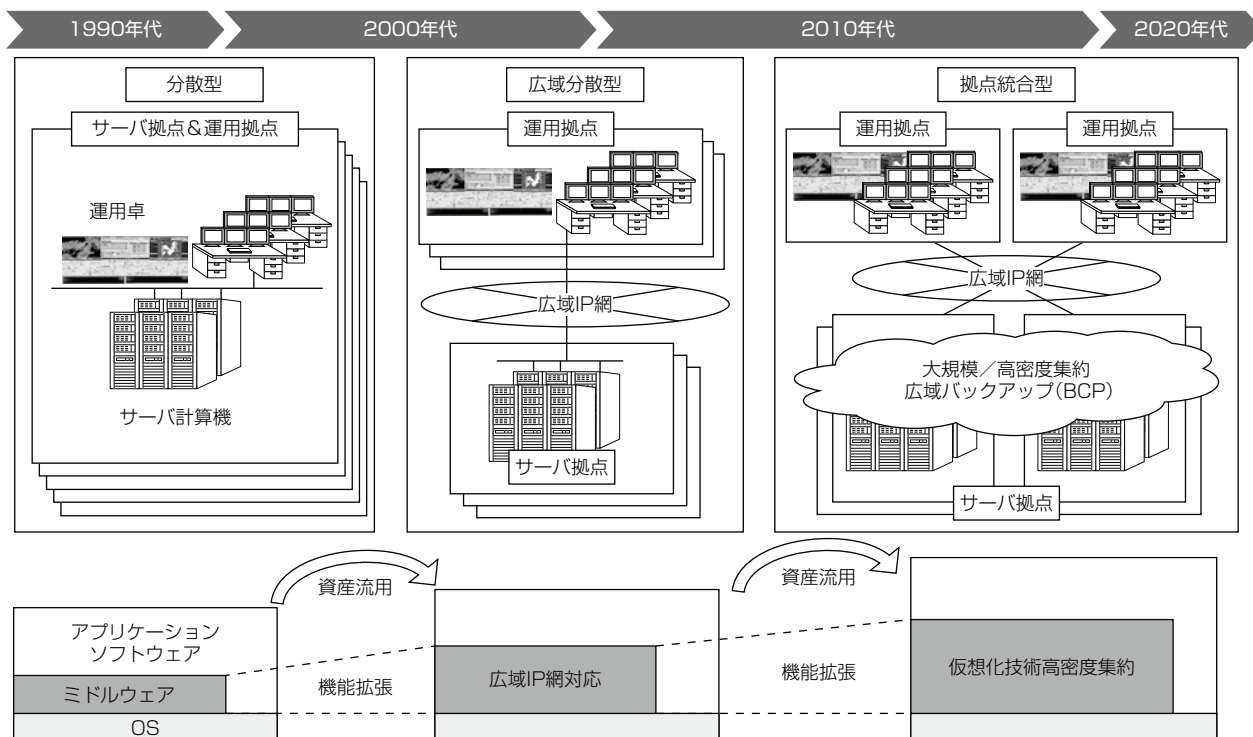 1990年代
2000年代
2010年代
2020年代
分散型
サーバ拠点＆運用拠点
運用卓
サーバ計算機
広域分散型
運用拠点
広域IP網
サーバ拠点
拠点統合型
運用拠点
運用拠点
広域IP網
大規模／高密度集約
広域バックアップ（BCP）
サーバ拠点
資産流用
資産流用
アプリケーション
ソフトウェア
ミドルウェア
OS
機能拡張
広域IP網対応
機能拡張
仮想化技術高密度集約